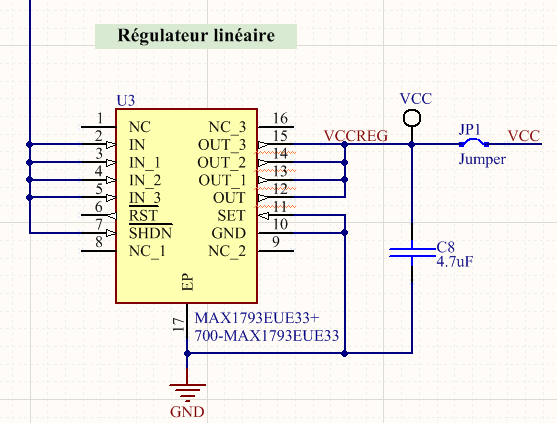 Régulateur linéaire
U3
VCC
1 NC NC_3 16
2 IN OUT_3 15 VCCREG JP1 VCC
3 IN_1 OUT_2 14 Jumper
4 IN_2 OUT_1 13
5 IN_3 OUT 12
6 RST SET 11
7 SHDN GND 10
8 NC_1 NC_2 9
C8
4.7uF
EP
17
MAX1793EUE33+
700-MAX1793EUE33
GND